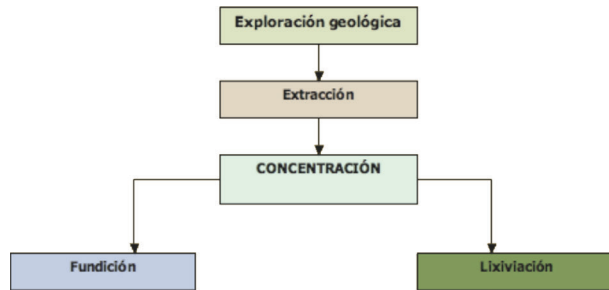 Exploración geológica
Extracción
CONCENTRACIÓN
Fundición
Lixiviación